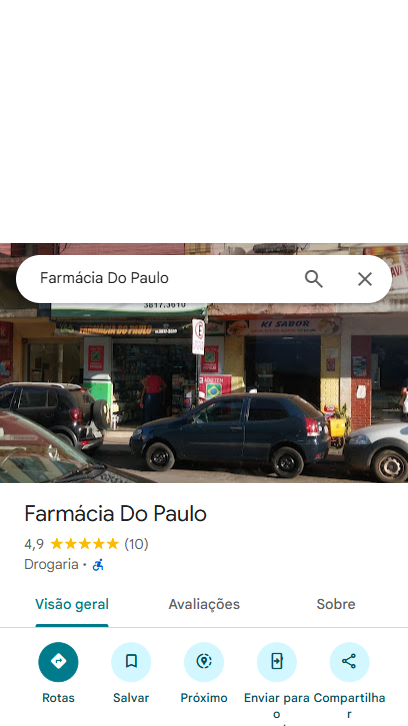 Farmácia Do Paulo
3817.3610
FARMÁCIA DO PAULO
KI SABOR
E
Farmácia Do Paulo
4,9 (10)
Drogaria ·
Visão geral Avaliações Sobre
Rotas Salvar Próximo Enviar para o Compartilhar